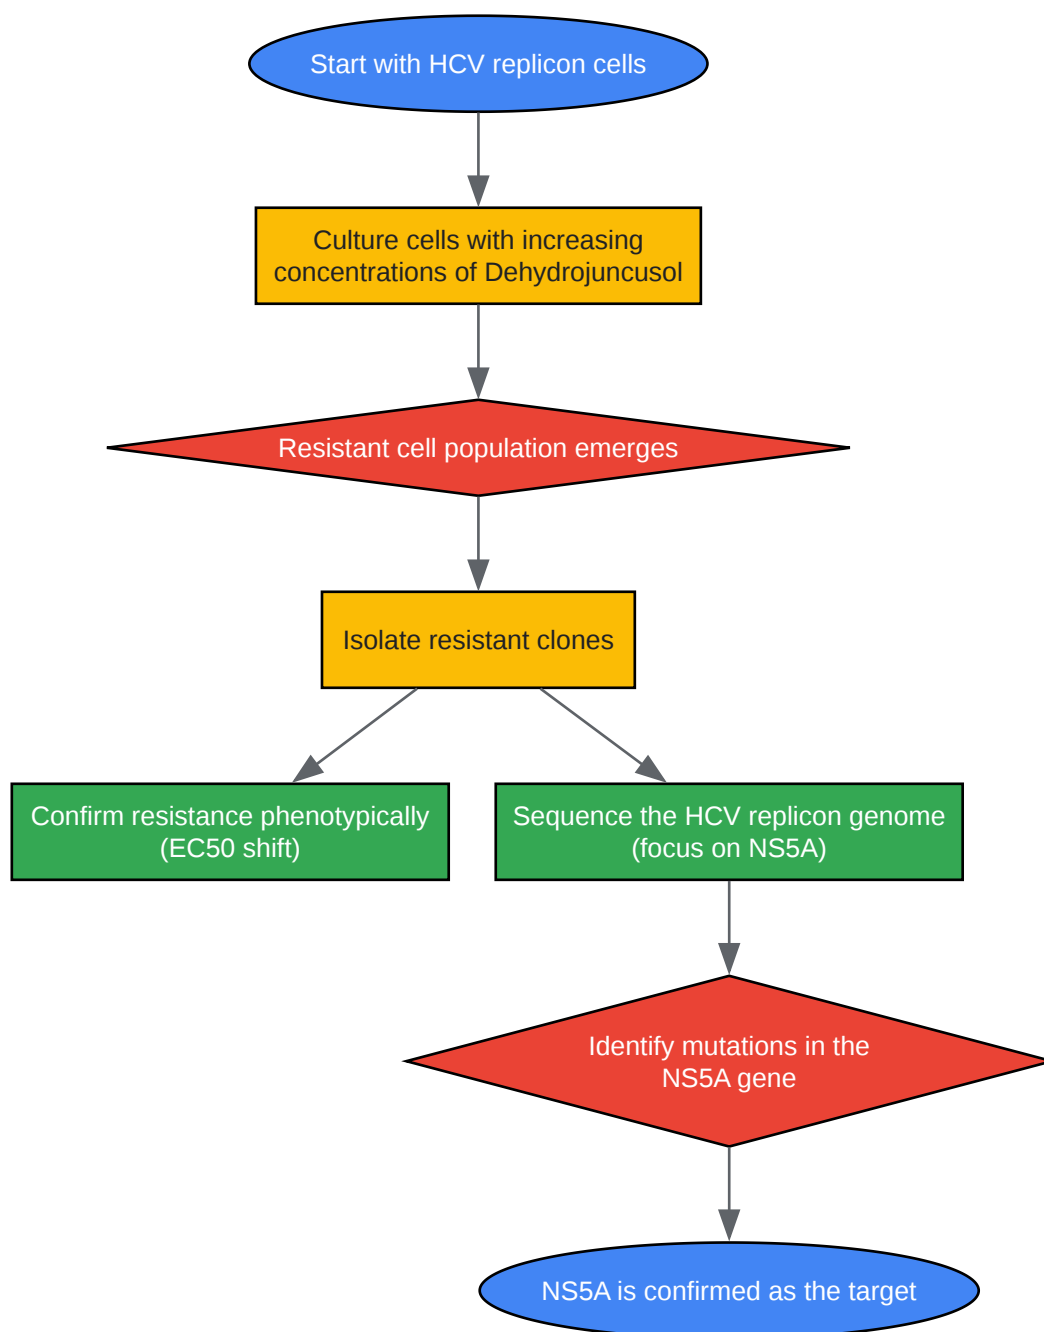 Start with HCV replicon cells
Culture cells with increasing
concentrations of Dehydrojuncusol
Resistant cell population emerges
Isolate resistant clones
Confirm resistance phenotypically
(EC50 shift)
Sequence the HCV replicon genome
(focus on NS5A)
Identify mutations in the
NS5A gene
NS5A is confirmed as the target